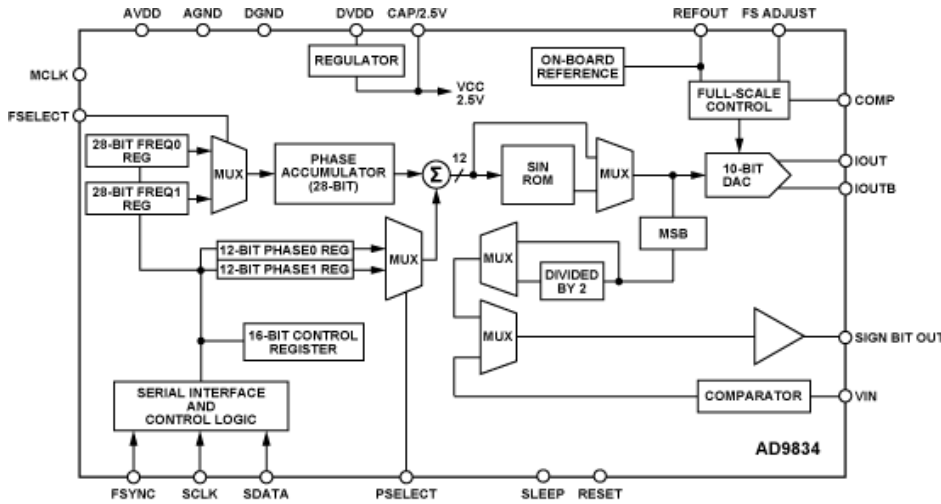 AVDD AGND DGND DVDD CAP/2.5V REFOUT FS ADJUST
REGULATOR
ON-BOARD
REFERENCE
MCLK
VCC
2.5V
FULL-SCALE
CONTROL
COMP
FSELECT
28-BIT FREQ0
REG
28-BIT FREQ1
REG
MUX
PHASE
ACCUMULATOR
(28-BIT)
Σ
12
SIN
ROM
MUX
10-BIT
DAC
IOUT
IOUTB
MSB
12-BIT PHASE0 REG
12-BIT PHASE1 REG
MUX
MUX
DIVIDED
BY 2
16-BIT CONTROL
REGISTER
MUX
SIGN BIT OUT
SERIAL INTERFACE
AND
CONTROL LOGIC
COMPARATOR
VIN
AD9834
FSYNC SCLK SDATA PSELECT SLEEP RESET